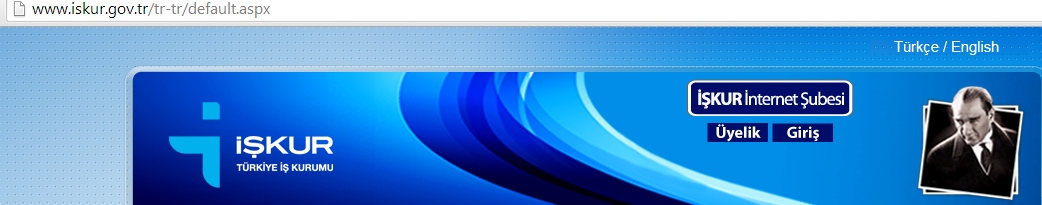 www.iskur.gov.tr/tr-tr/default.aspx
Türkçe / English
İŞKUR İnternet Şubesi
Üyelik Giriş
İŞKUR
TÜRKİYE İŞ KURUMU